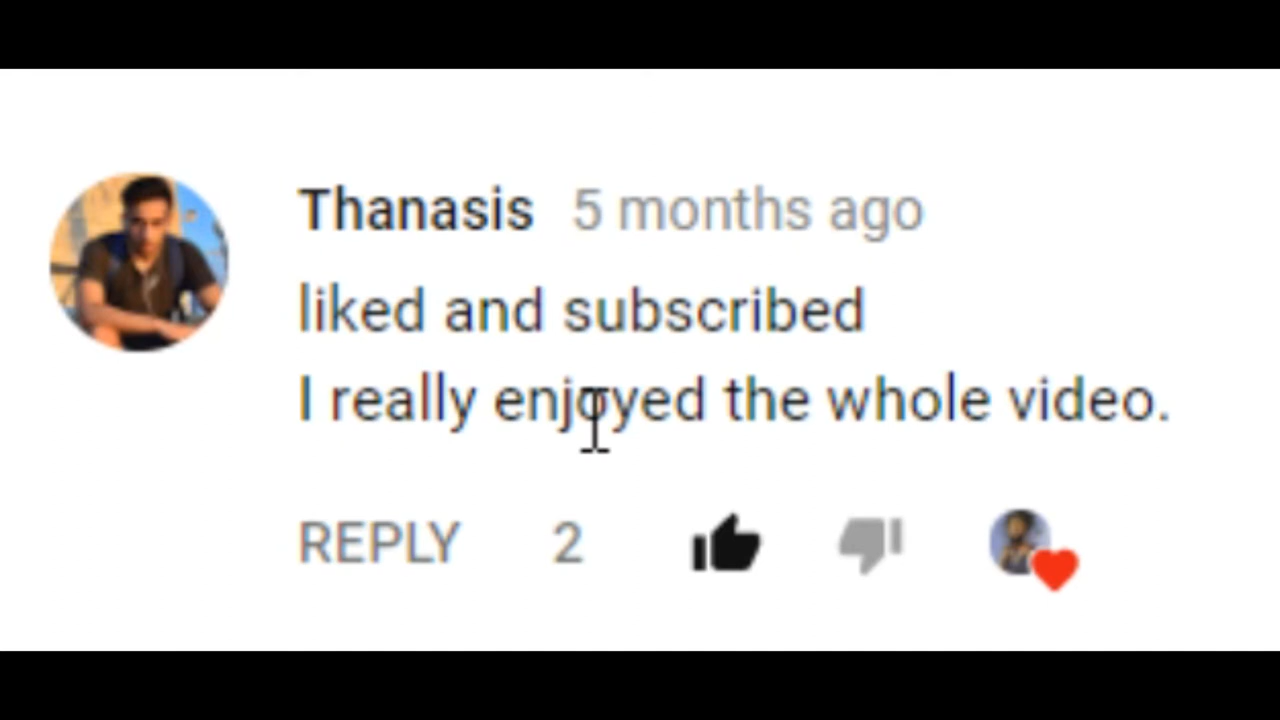 Thanasis 5 months ago
liked and subscribed
I really enjoyed the whole video.
REPLY 2